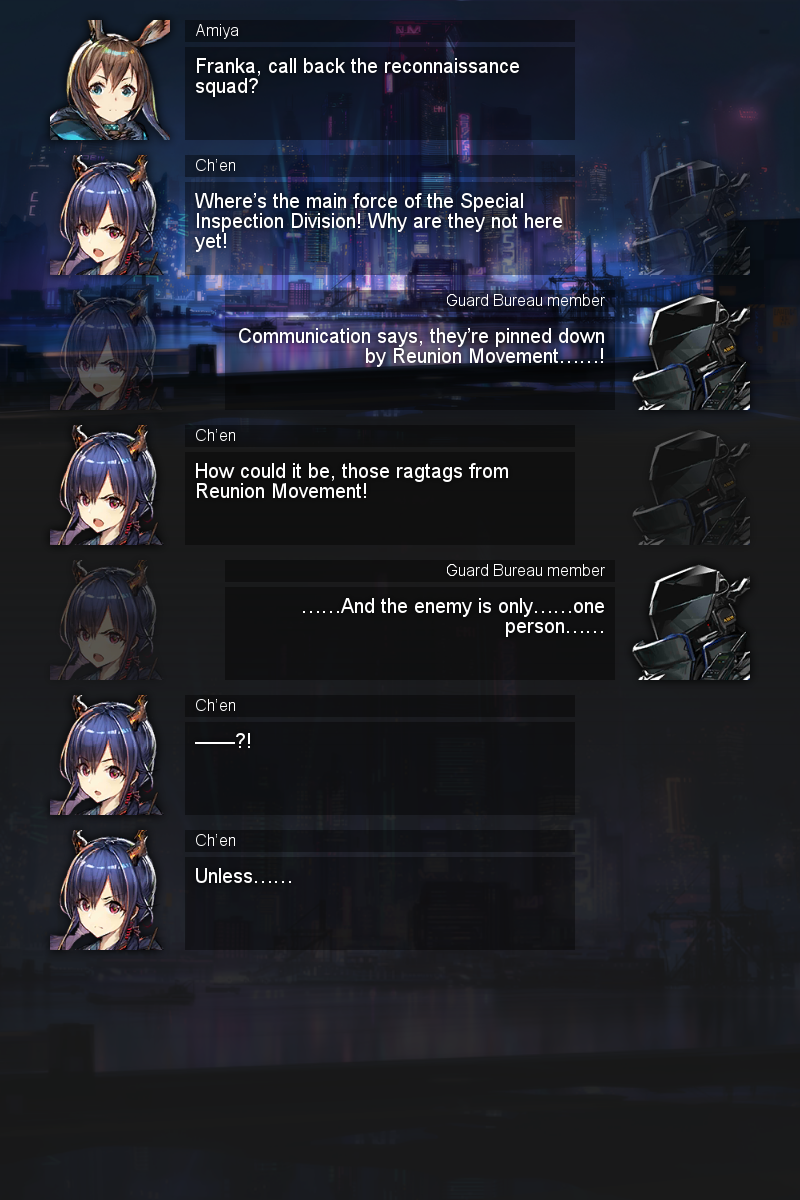 Amiya
Franka, call back the reconnaissance
squad?
Ch'en
Where's the main force of the Special
Inspection Division! Why are they not here
yet!
Guard Bureau member
Communication says, they're pinned down
by Reunion Movement……!
Ch'en
How could it be, those ragtags from
Reunion Movement!
Guard Bureau member
……And the enemy is only……one
person……
Ch'en
——?!
Ch'en
Unless……